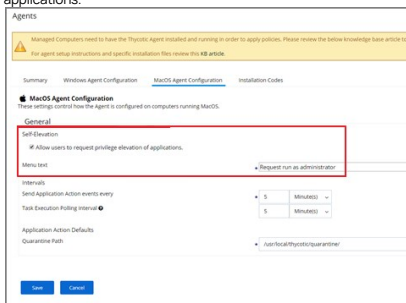 applications.
Agents
Managed Computers need to have the Thycotic Agent installed and running in order to apply policies. Please review the below knowledge base article to
For agent setup instructions and specific installation files review this KB article.
Summary Windows Agent Configuration MacOS Agent Configuration Installation Codes
MacOS Agent Configuration
These settings control how the Agent is configured on computers running MacOS.
General
Self-Elevation
Allow users to request privilege elevation of applications.
Menu text Request run as administrator
Intervals
Send Application Action events every 5 Minute(s)
Task Execution Polling Interval 5 Minute(s)
Application Action Defaults
Quarantine Path /usr/local/thycotic/quarantine/
Save Cancel